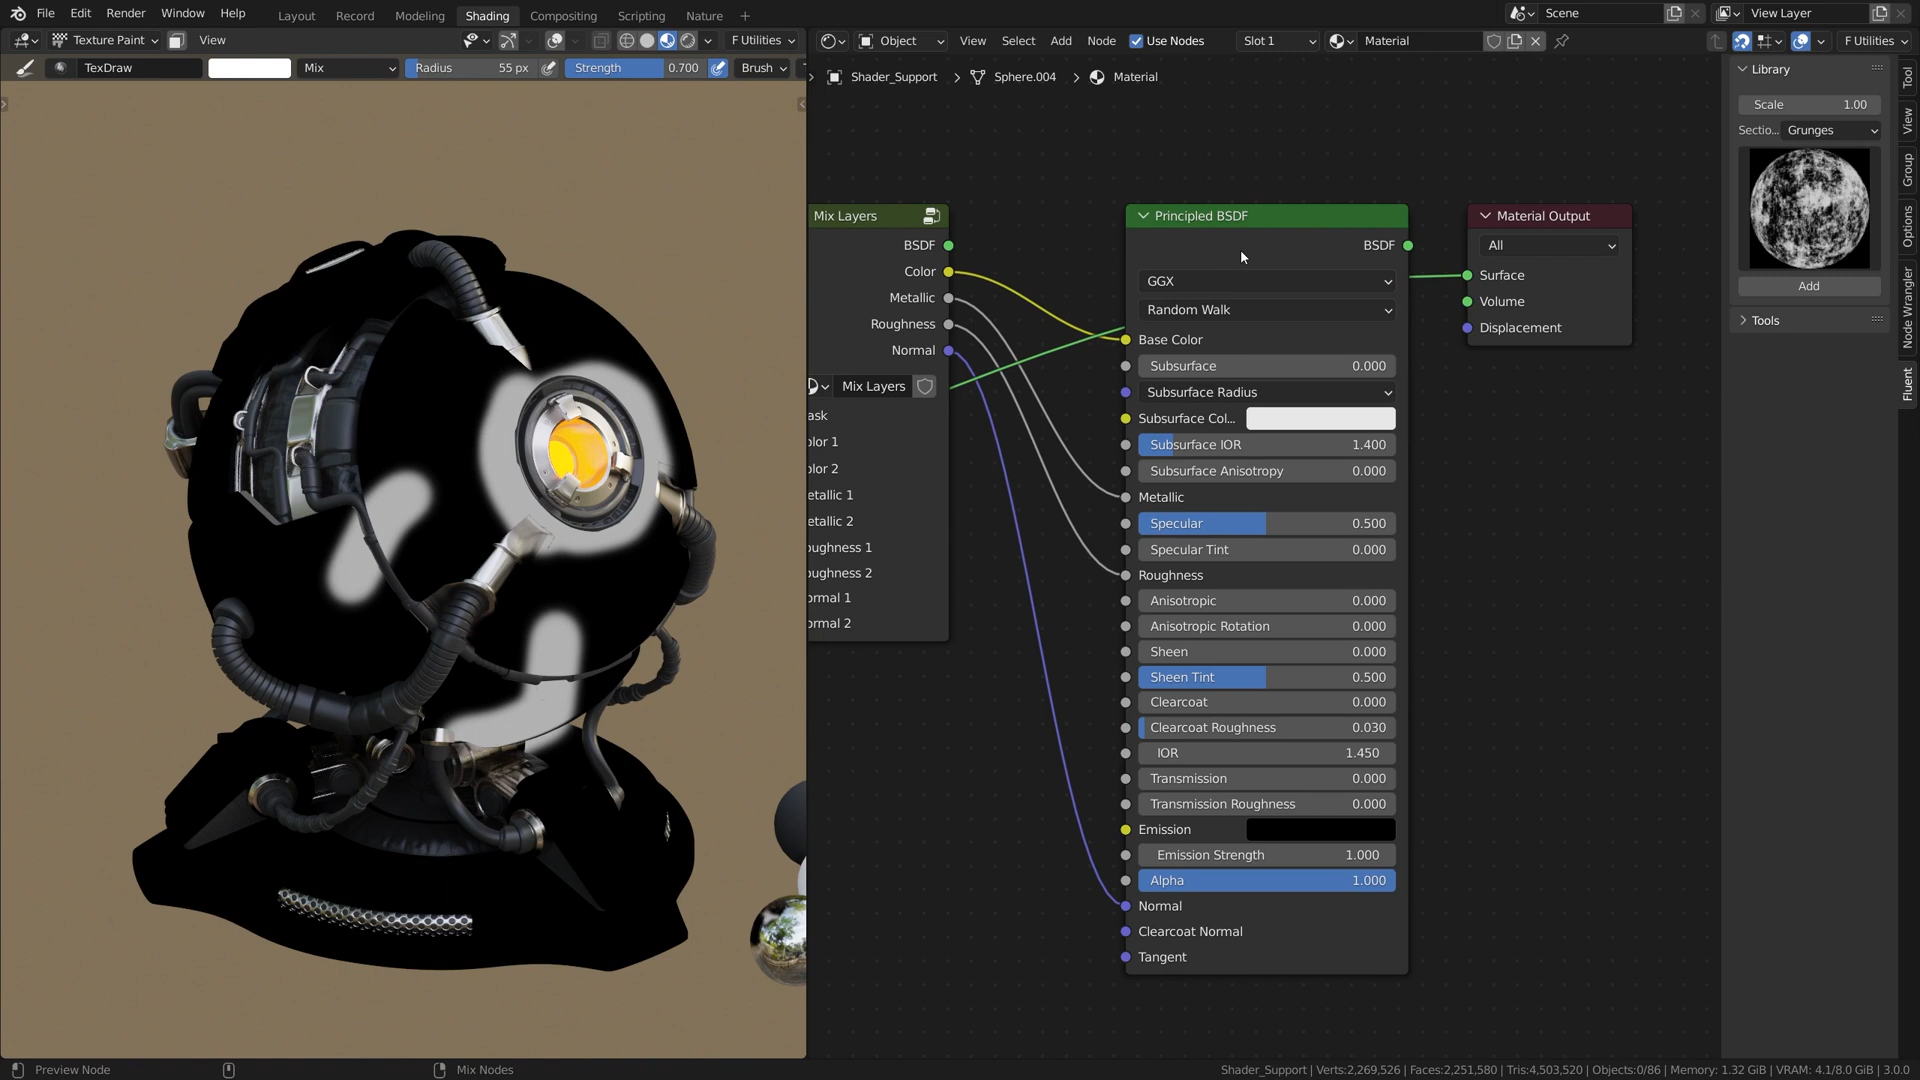 File Edit Render Window Help Layout Record Modeling Shading Compositing Scripting Nature + Scene View Layer
Texture Paint View F Utilities Object View Select Add Node Use Nodes Slot 1 Material F Utilities
TexDraw Mix Radius 55 px Strength 0.700 Brush
Shader_Support > Sphere.004 > Material
Library
Scale 1.00
Sectio... Grunges
Add
Tools
Tool
View
Group
Options
Node Wrangler
Fluent
Mix Layers
BSDF
Color
Metallic
Roughness
Normal
Mix Layers
ask
olor 1
olor 2
etallic 1
etallic 2
oughness 1
oughness 2
ormal 1
ormal 2
Principled BSDF
BSDF
GGX
Random Walk
Base Color
Subsurface 0.000
Subsurface Radius
Subsurface Col...
Subsurface IOR 1.400
Subsurface Anisotropy 0.000
Metallic
Specular 0.500
Specular Tint 0.000
Roughness
Anisotropic 0.000
Anisotropic Rotation 0.000
Sheen 0.000
Sheen Tint 0.500
Clearcoat 0.000
Clearcoat Roughness 0.030
IOR 1.450
Transmission 0.000
Transmission Roughness 0.000
Emission
Emission Strength 1.000
Alpha 1.000
Normal
Clearcoat Normal
Tangent
Material Output
All
Surface
Volume
Displacement
Preview Node Mix Nodes Shader_Support | Verts:2,269,526 | Faces:2,251,580 | Tris:4,503,520 | Objects:0/86 | Memory: 1.32 GiB | VRAM: 4.1/8.0 GiB | 3.0.0